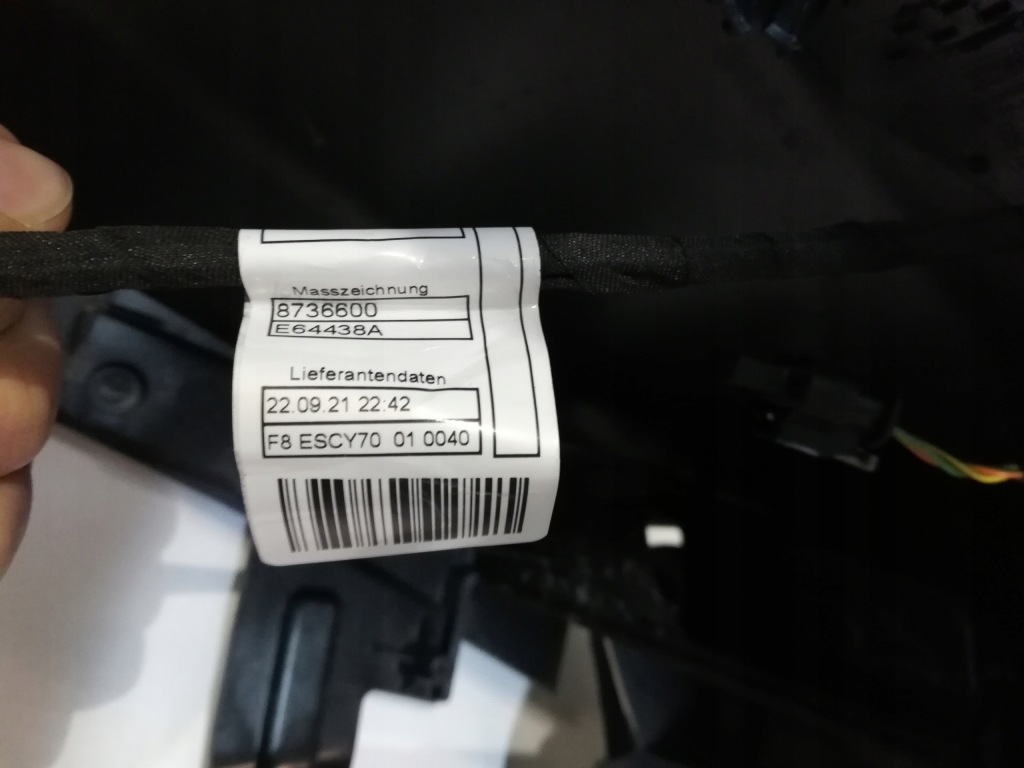 Masszeichnung
8736600
E64438A
Lieferantendaten
22.09.21 22:42
F8 ESCY70 01 0040